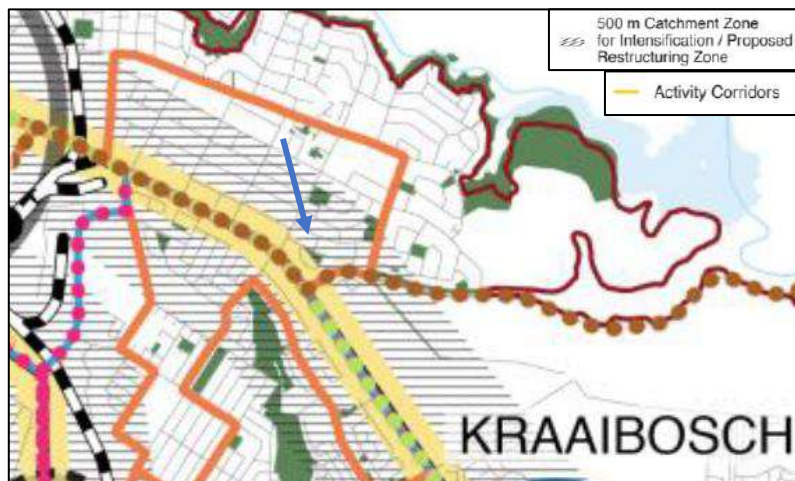 500 m Catchment Zone
for Intensification / Proposed
Restructuring Zone
Activity Corridors
KRAAIBOSCH